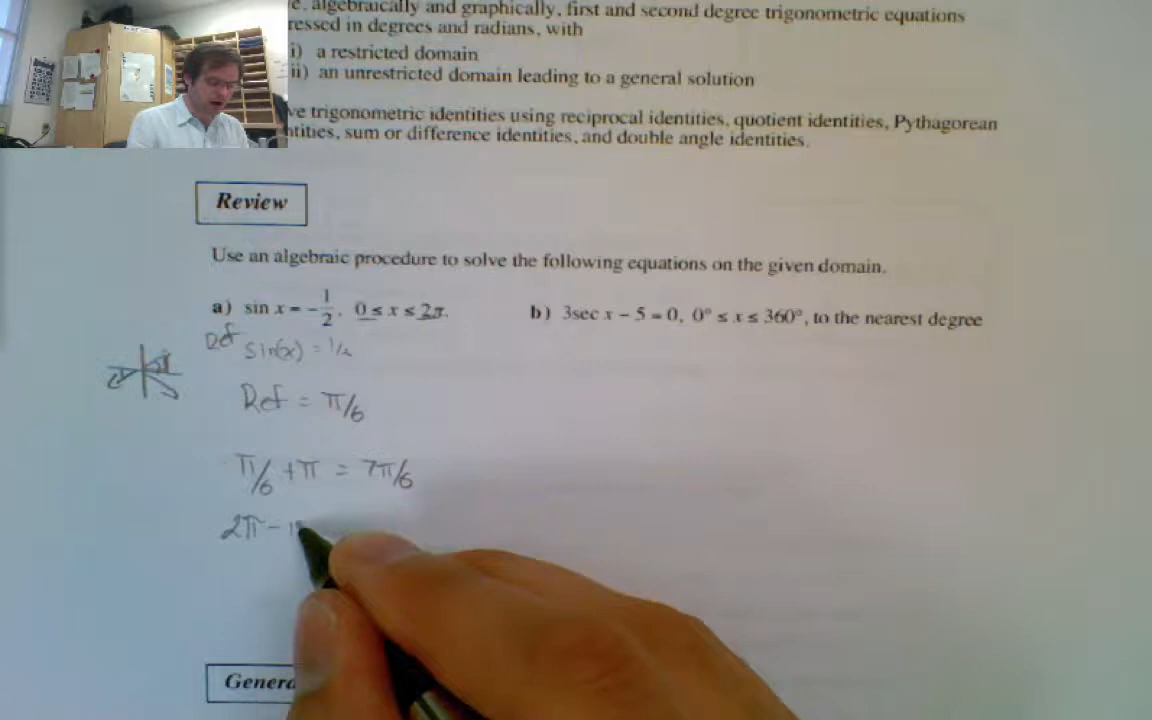 e, algebraically and graphically, first and second degree trigonometric equations
ressed in degrees and radians, with
i) a restricted domain
ii) an unrestricted domain leading to a general solution
ve trigonometric identities using reciprocal identities, quotient identities, Pythagorean
ntities, sum or difference identities, and double angle identities.
Review
Use an algebraic procedure to solve the following equations on the given domain.
a) sin x = -1/2, 0 ≤ x ≤ 2π.
b) 3sec x - 5 = 0, 0° ≤ x ≤ 360°, to the nearest degree
Ref sin(x) = 1/2
Ref = π/6
π/6 + π = 7π/6
2π -
Genera